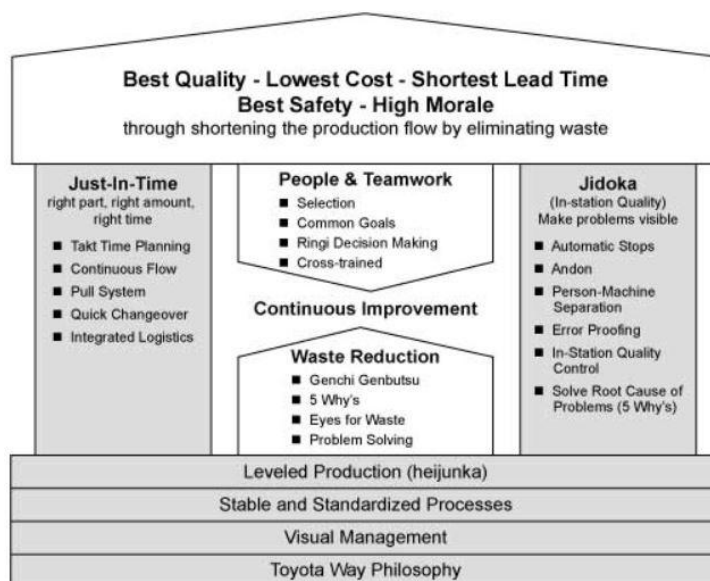 Best Quality - Lowest Cost - Shortest Lead Time
Best Safety - High Morale
through shortening the production flow by eliminating waste
Just-In-Time
right part, right amount,
right time
Takt Time Planning
Continuous Flow
Pull System
Quick Changeover
Integrated Logistics
People & Teamwork
Selection
Common Goals
Ringi Decision Making
Cross-trained
Continuous Improvement
Waste Reduction
Genchi Genbutsu
5 Why's
Eyes for Waste
Problem Solving
Jidoka
(In-station Quality)
Make problems visible
Automatic Stops
Andon
Person-Machine
Separation
Error Proofing
In-Station Quality
Control
Solve Root Cause of
Problems (5 Why's)
Leveled Production (heijunka)
Stable and Standardized Processes
Visual Management
Toyota Way Philosophy